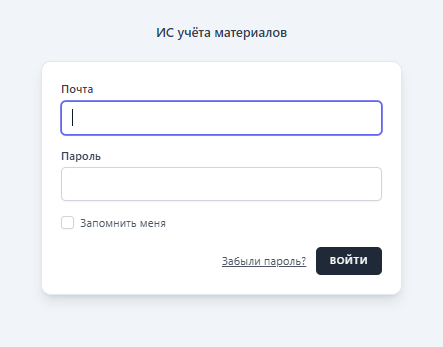 ИС учёта материалов
Почта
Пароль
Запомнить меня
Забыли пароль? ВОЙТИ